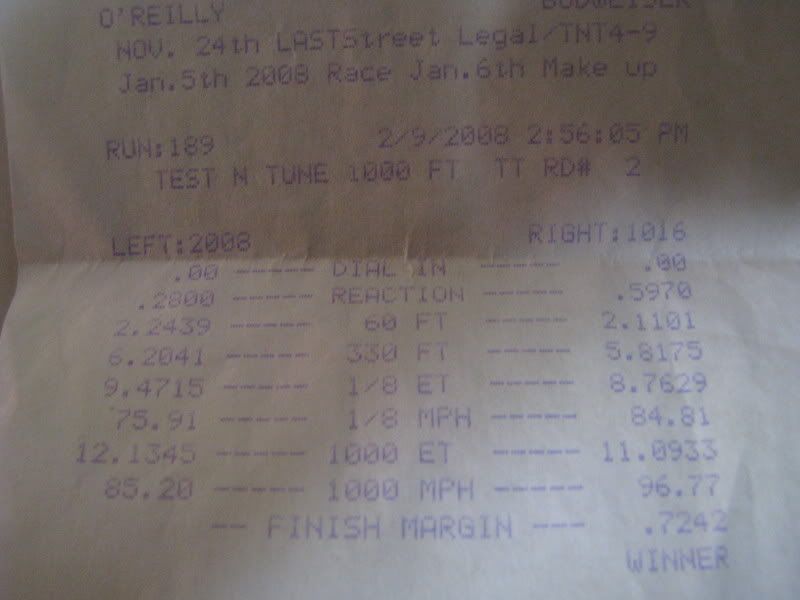 O'REILLY BUDWEISER
NOV. 24th LASTStreet Legal/TNT4-9
Jan.5th 2008 Race Jan.6th Make up
RUN:189 2/9/2008 2:56:05 PM
TEST N TUNE 1000 FT TT RD# 2
LEFT:2008 RIGHT:1016
.00 ----- DIAL IN ----- .00
.2800 ----- REACTION ----- .5970
2.2439 ----- 60 FT ----- 2.1101
6.2041 ----- 330 FT ----- 5.8175
9.4715 ----- 1/8 ET ----- 8.7629
75.91 ----- 1/8 MPH ----- 84.81
12.1345 ----- 1000 ET ----- 11.0933
85.20 ----- 1000 MPH ----- 96.77
-- FINISH MARGIN --- .7242
WINNER